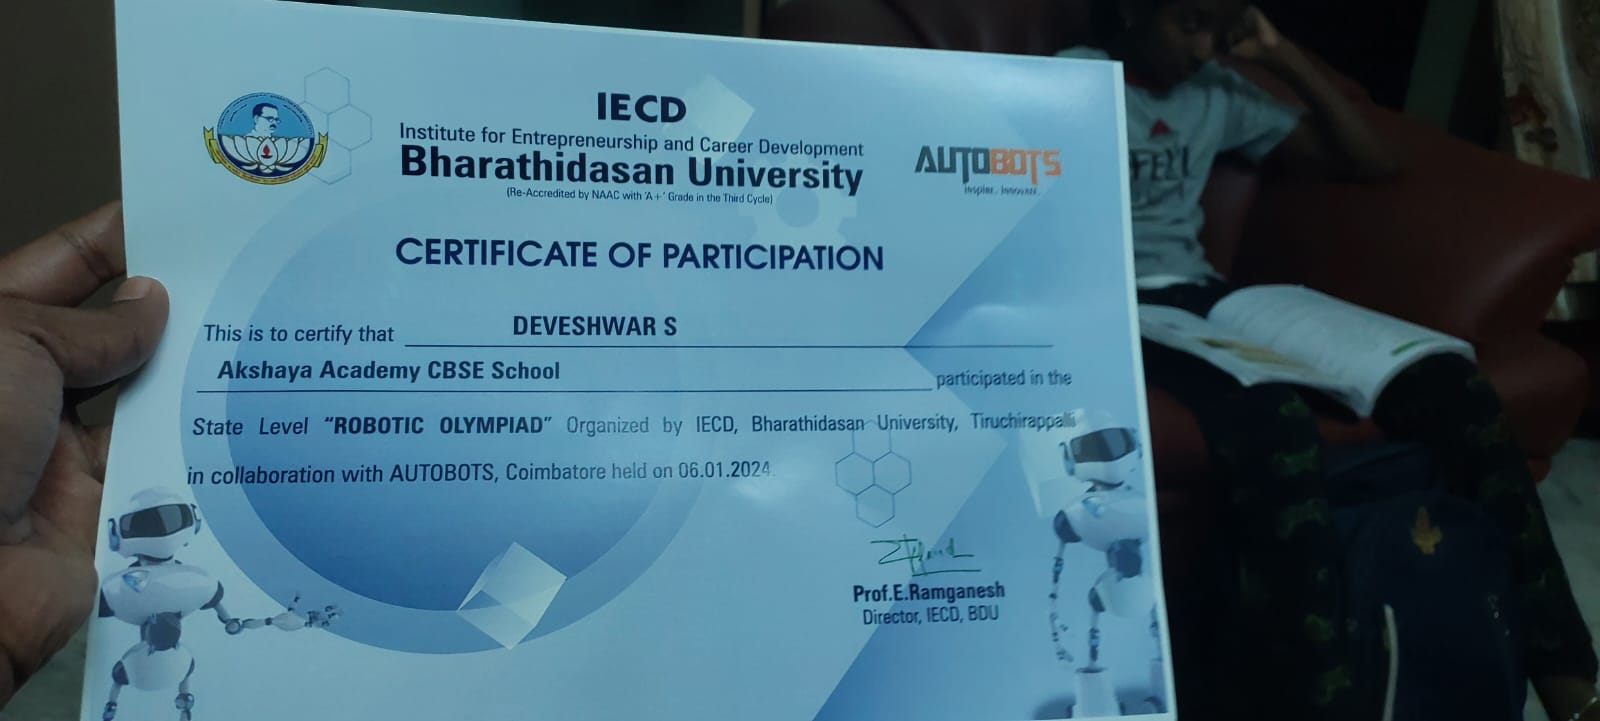 IECD
Institute for Entrepreneurship and Career Development
Bharathidasan University
(Re-Accredited by NAAC with 'A+' Grade in the Third Cycle)
AUTOBOTS
Inspire. Innovate.
CERTIFICATE OF PARTICIPATION
This is to certify that DEVESHWAR S
Akshaya Academy CBSE School participated in the
State Level "ROBOTIC OLYMPIAD" Organized by IECD, Bharathidasan University, Tiruchirappalli
in collaboration with AUTOBOTS, Coimbatore held on 06.01.2024.
Prof.E.Ramganesh
Director, IECD, BDU